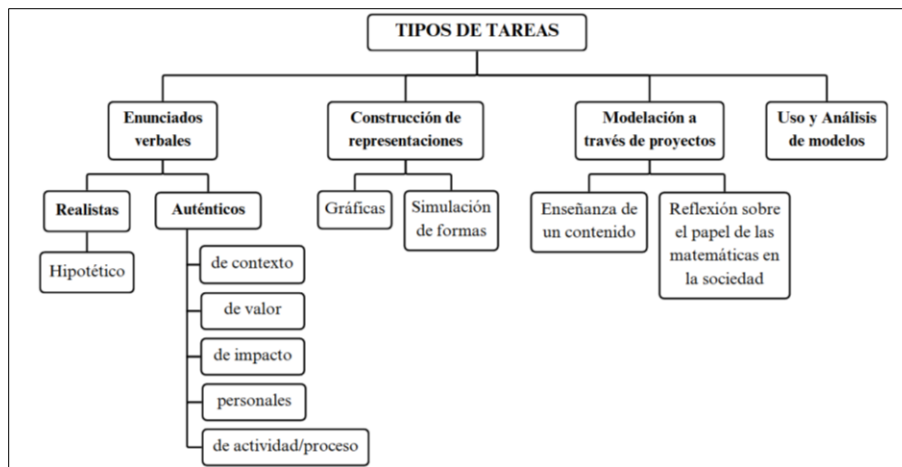 TIPOS DE TAREAS
Enunciados
verbales
Construcción de
representaciones
Modelación a
través de proyectos
Uso y Análisis
de modelos
Realistas
Auténticos
Gráficas
Simulación
de formas
Enseñanza de
un contenido
Reflexión sobre
el papel de las
matemáticas en
la sociedad
Hipotético
de contexto
de valor
de impacto
personales
de actividad/proceso